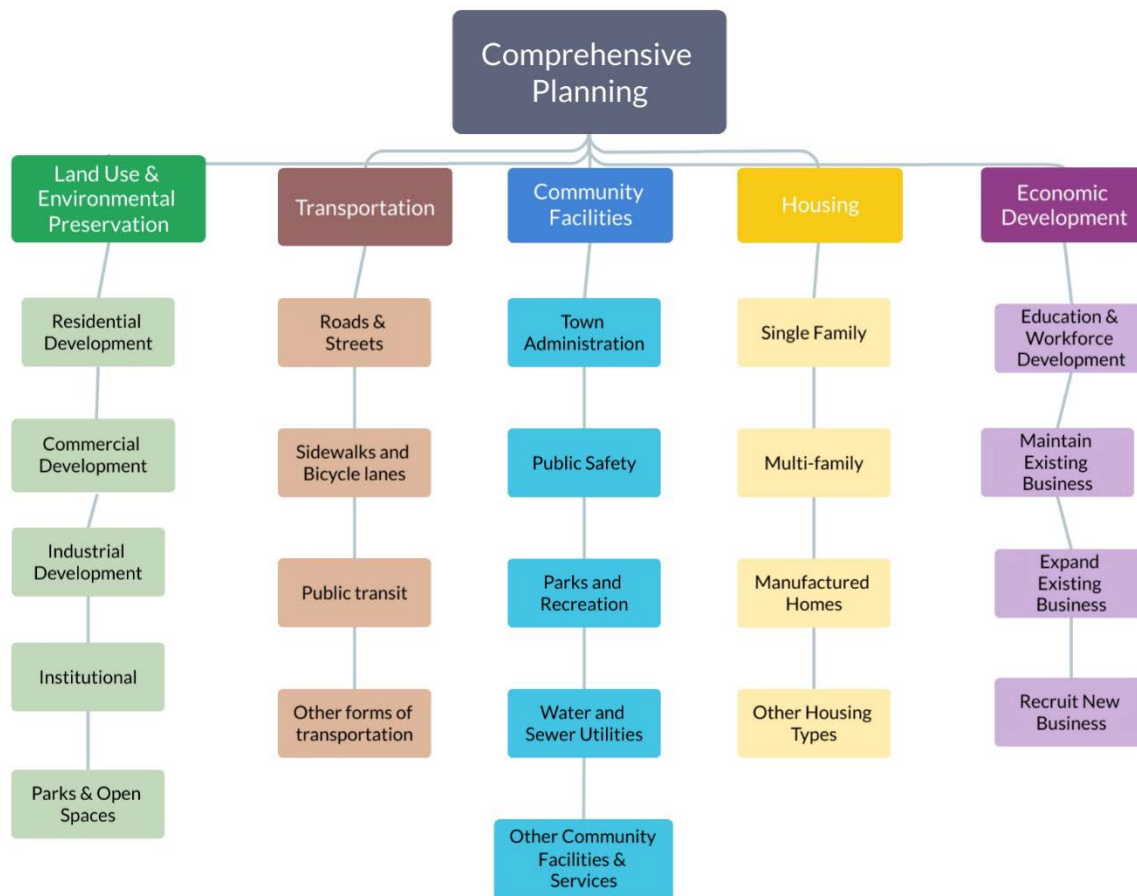 Comprehensive
Planning
Land Use &
Environmental
Preservation
Transportation
Community
Facilities
Housing
Economic
Development
Residential
Development
Commercial
Development
Industrial
Development
Institutional
Parks & Open
Spaces
Roads &
Streets
Sidewalks and
Bicycle lanes
Public transit
Other forms of
transportation
Town
Administration
Public Safety
Parks and
Recreation
Water and
Sewer Utilities
Other Community
Facilities &
Services
Single Family
Multi-family
Manufactured
Homes
Other Housing
Types
Education &
Workforce
Development
Maintain
Existing
Business
Expand
Existing
Business
Recruit New
Business